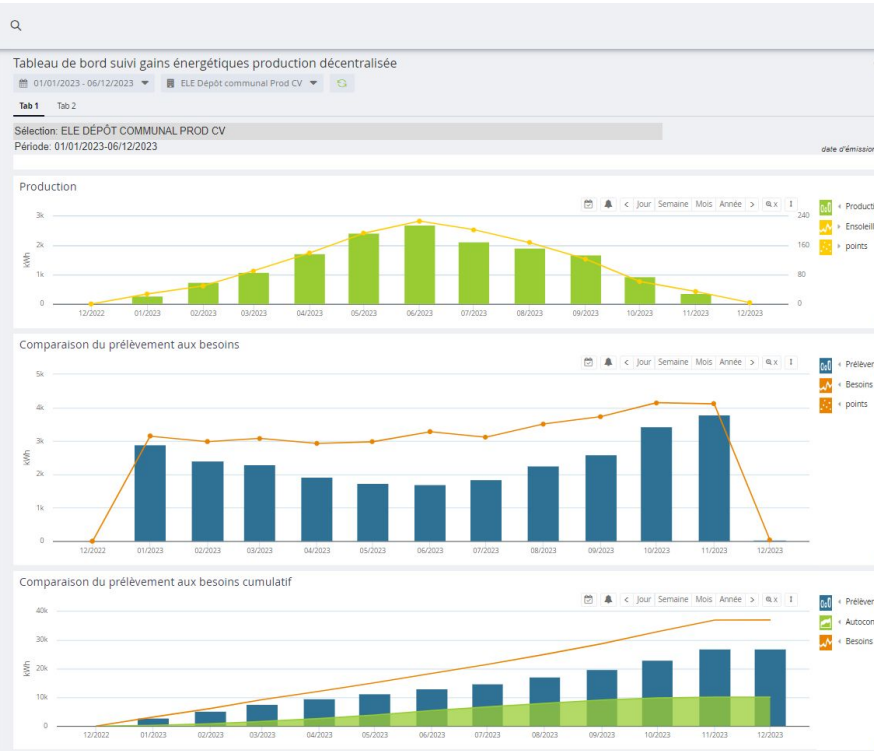 Tableau de bord suivi gains énergétiques production décentralisée
01/01/2023 - 06/12/2023 ELE Dépôt communal Prod CV
Tab 1 Tab 2
Sélection: ELE DÉPÔT COMMUNAL PROD CV
Période: 01/01/2023-06/12/2023
date d'émission
Production
< Jour Semaine Mois Année > x
3k 240
2k 160
1k 80
0 0
kWh
12/2022 01/2023 02/2023 03/2023 04/2023 05/2023 06/2023 07/2023 08/2023 09/2023 10/2023 11/2023 12/2023
Producti
Ensoleill
points
Comparaison du prélèvement aux besoins
< Jour Semaine Mois Année > x
5k
4k
3k
2k
1k
0
kWh
12/2022 01/2023 02/2023 03/2023 04/2023 05/2023 06/2023 07/2023 08/2023 09/2023 10/2023 11/2023 12/2023
Prélèver
Besoins
points
Comparaison du prélèvement aux besoins cumulatif
< Jour Semaine Mois Année > x
40k
30k
20k
10k
0
kWh
12/2022 01/2023 02/2023 03/2023 04/2023 05/2023 06/2023 07/2023 08/2023 09/2023 10/2023 11/2023 12/2023
Prélèver
Autocon
Besoins